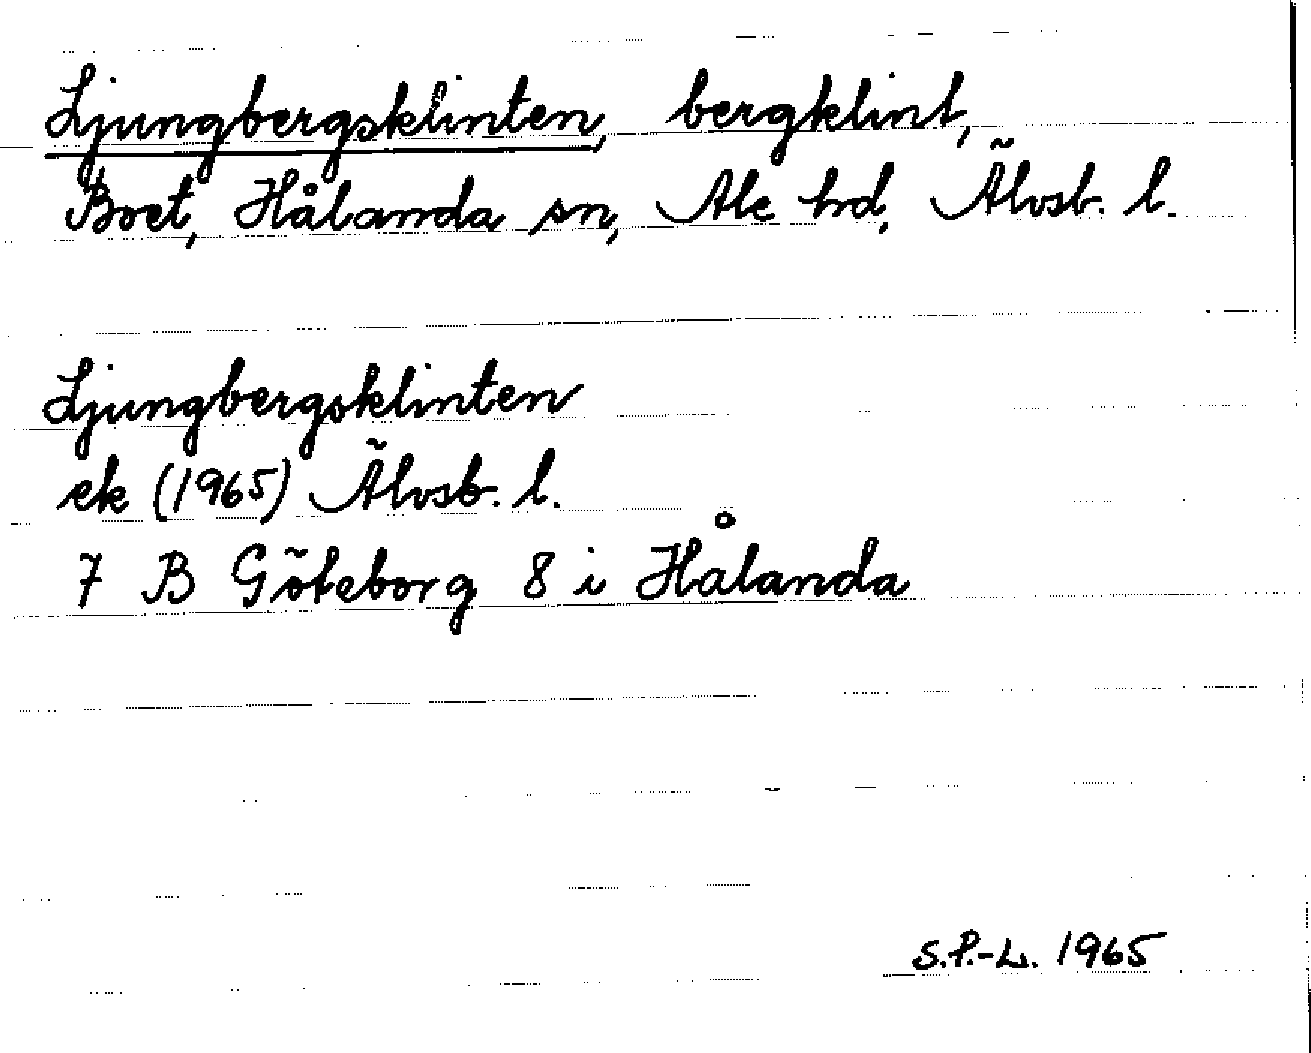 Ljungbergsklinten, bergklint,
Boet, Hålanda sn, Ale hd, Älvsb. l.
Ljungbergsklinten
ek (1965) Älvsb. l.
7 B Göteborg 8 i Hålanda
S.P.-L. 1965